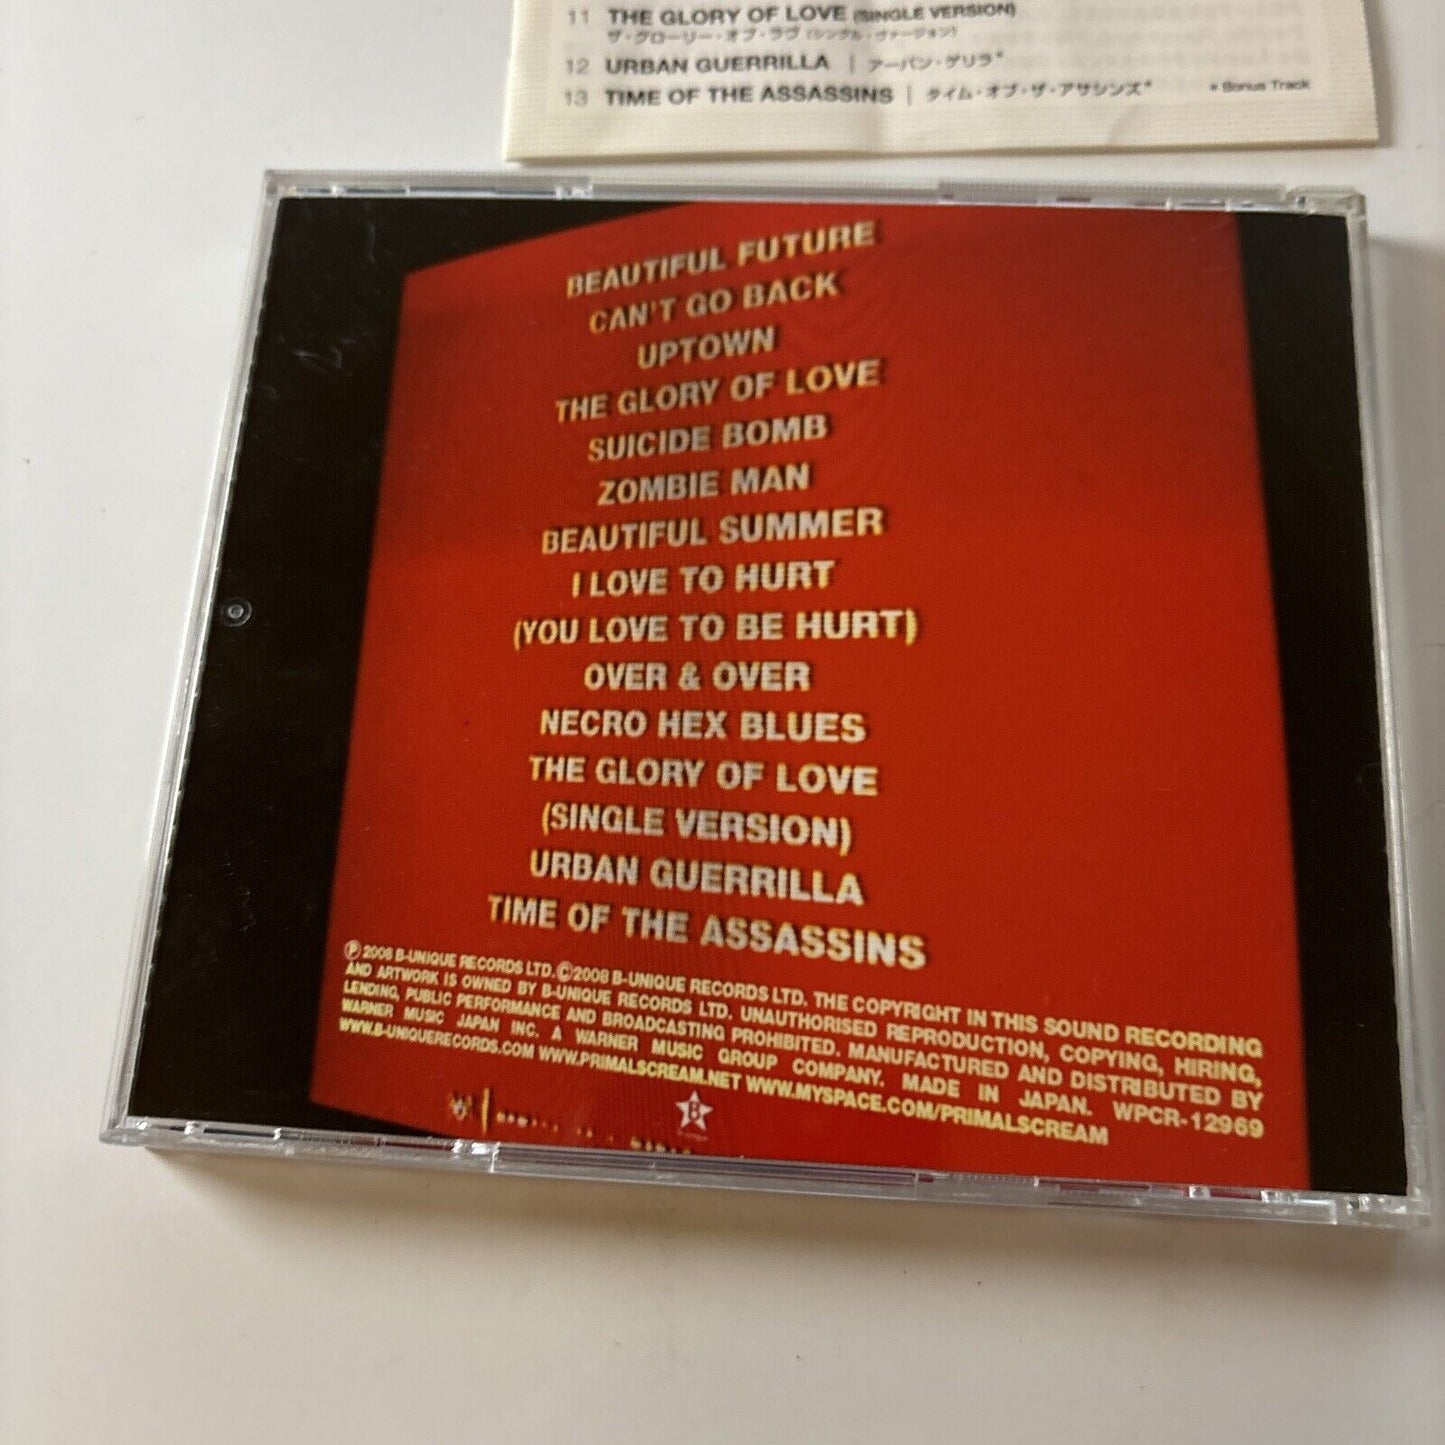 11 THE GLORY OF LOVE (SINGLE VERSION)
ザ・グローリー・オブ・ラヴ (シングル・ヴァージョン)
12 URBAN GUERRILLA | アーバン・ゲリラ*
13 TIME OF THE ASSASSINS | タイム・オブ・ザ・アサシンズ* * Bonus Track
BEAUTIFUL FUTURE
CAN'T GO BACK
UPTOWN
THE GLORY OF LOVE
SUICIDE BOMB
ZOMBIE MAN
BEAUTIFUL SUMMER
I LOVE TO HURT
(YOU LOVE TO BE HURT)
OVER & OVER
NECRO HEX BLUES
THE GLORY OF LOVE
(SINGLE VERSION)
URBAN GUERRILLA
TIME OF THE ASSASSINS
℗2008 B-UNIQUE RECORDS LTD. ©2008 B-UNIQUE RECORDS LTD. THE COPYRIGHT IN THIS SOUND RECORDING
AND ARTWORK IS OWNED BY B-UNIQUE RECORDS LTD. UNAUTHORISED REPRODUCTION, COPYING, HIRING,
LENDING, PUBLIC PERFORMANCE AND BROADCASTING PROHIBITED. MANUFACTURED AND DISTRIBUTED BY
WARNER MUSIC JAPAN INC. A WARNER MUSIC GROUP COMPANY. MADE IN JAPAN. WPCR-12969
WWW.B-UNIQUERECORDS.COM WWW.PRIMALSCREAM.NET WWW.MYSPACE.COM/PRIMALSCREAM
B